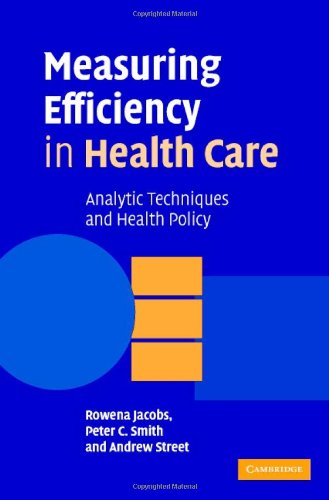 Measuring
Efficiency
in Health Care
Analytic Techniques
and Health Policy
Rowena Jacobs,
Peter C. Smith
and Andrew Street
CAMBRIDGE